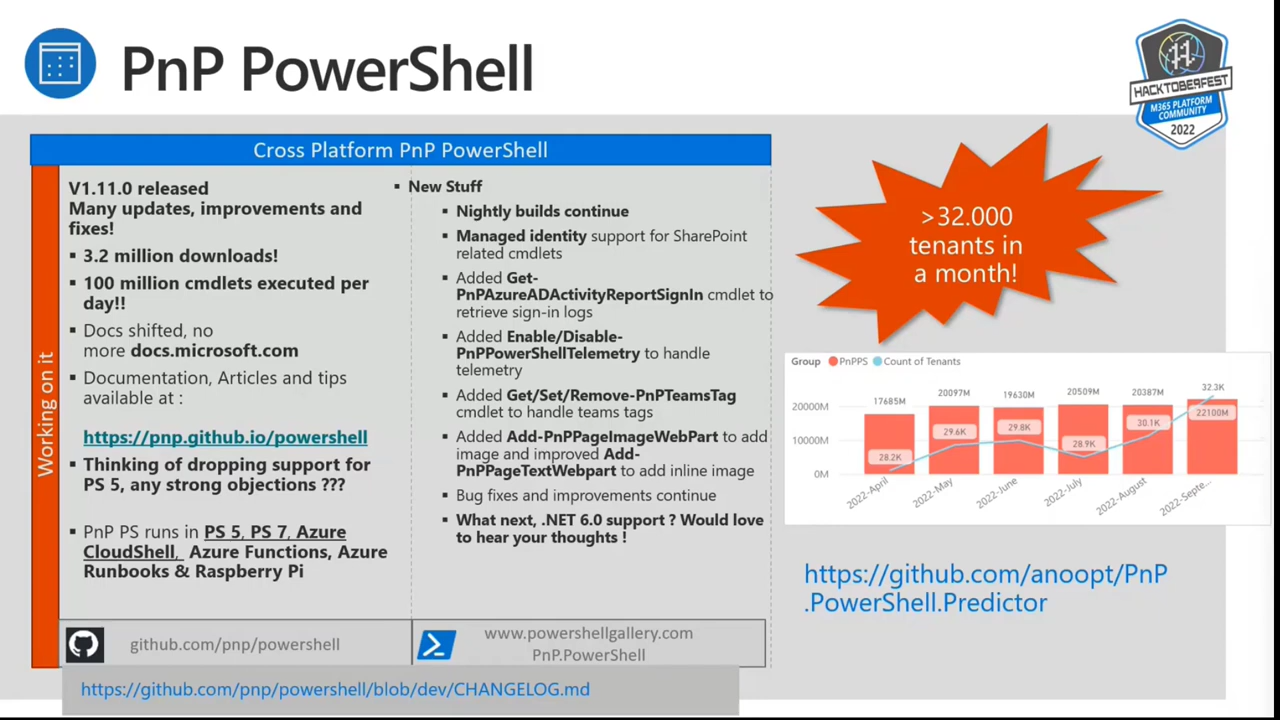 PnP PowerShell
HACKTOBERFEST
M365 PLATFORM
COMMUNITY
2022
Cross Platform PnP PowerShell
Working on it
V1.11.0 released
Many updates, improvements and
fixes!
▪ 3.2 million downloads!
▪ 100 million cmdlets executed per
day!!
▪ Docs shifted, no
more docs.microsoft.com
▪ Documentation, Articles and tips
available at :
https://pnp.github.io/powershell
▪ Thinking of dropping support for
PS 5, any strong objections ???
▪ PnP PS runs in PS 5, PS 7, Azure
CloudShell, Azure Functions, Azure
Runbooks & Raspberry Pi
▪ New Stuff
▪ Nightly builds continue
▪ Managed identity support for SharePoint
related cmdlets
▪ Added Get-
PnPAzureADActivityReportSignIn cmdlet to
retrieve sign-in logs
▪ Added Enable/Disable-
PnPPowerShellTelemetry to handle
telemetry
▪ Added Get/Set/Remove-PnPTeamsTag
cmdlet to handle teams tags
▪ Added Add-PnPPageImageWebPart to add
image and improved Add-
PnPPageTextWebpart to add inline image
▪ Bug fixes and improvements continue
▪ What next, .NET 6.0 support ? Would love
to hear your thoughts !
github.com/pnp/powershell
www.powershellgallery.com
PnP.PowerShell
https://github.com/pnp/powershell/blob/dev/CHANGELOG.md
>32.000
tenants in
a month!
Group PnPPS Count of Tenants
17685M 20097M 19630M 20509M 20387M 32.3K
20000M 22100M
10000M 28.2K 29.6K 29.8K 28.9K 30.1K
0M
2022-April 2022-May 2022-June 2022-July 2022-August 2022-Septe...
https://github.com/anoopt/PnP
.PowerShell.Predictor